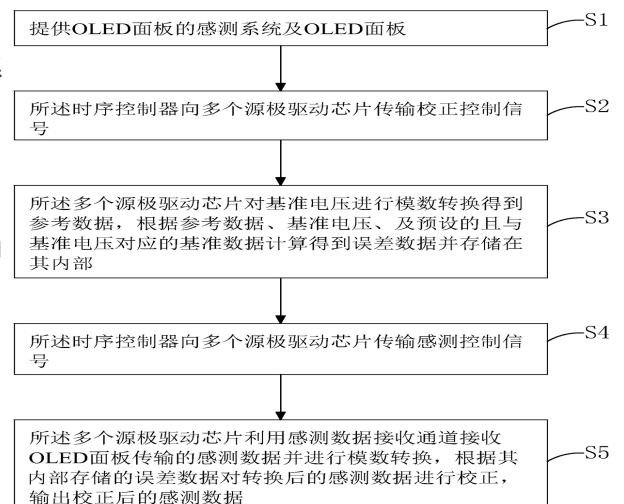 提供OLED面板的感测系统及OLED面板
S1
所述时序控制器向多个源极驱动芯片传输校正控制信
号
S2
所述多个源极驱动芯片对基准电压进行模数转换得到
参考数据，根据参考数据、基准电压、及预设的且与
基准电压对应的基准数据计算得到误差数据并存储在
其内部
S3
所述时序控制器向多个源极驱动芯片传输感测控制信
号
S4
所述多个源极驱动芯片利用感测数据接收通道接收
OLED面板传输的感测数据并进行模数转换，根据其
内部存储的误差数据对转换后的感测数据进行校正，
输出校正后的感测数据
S5